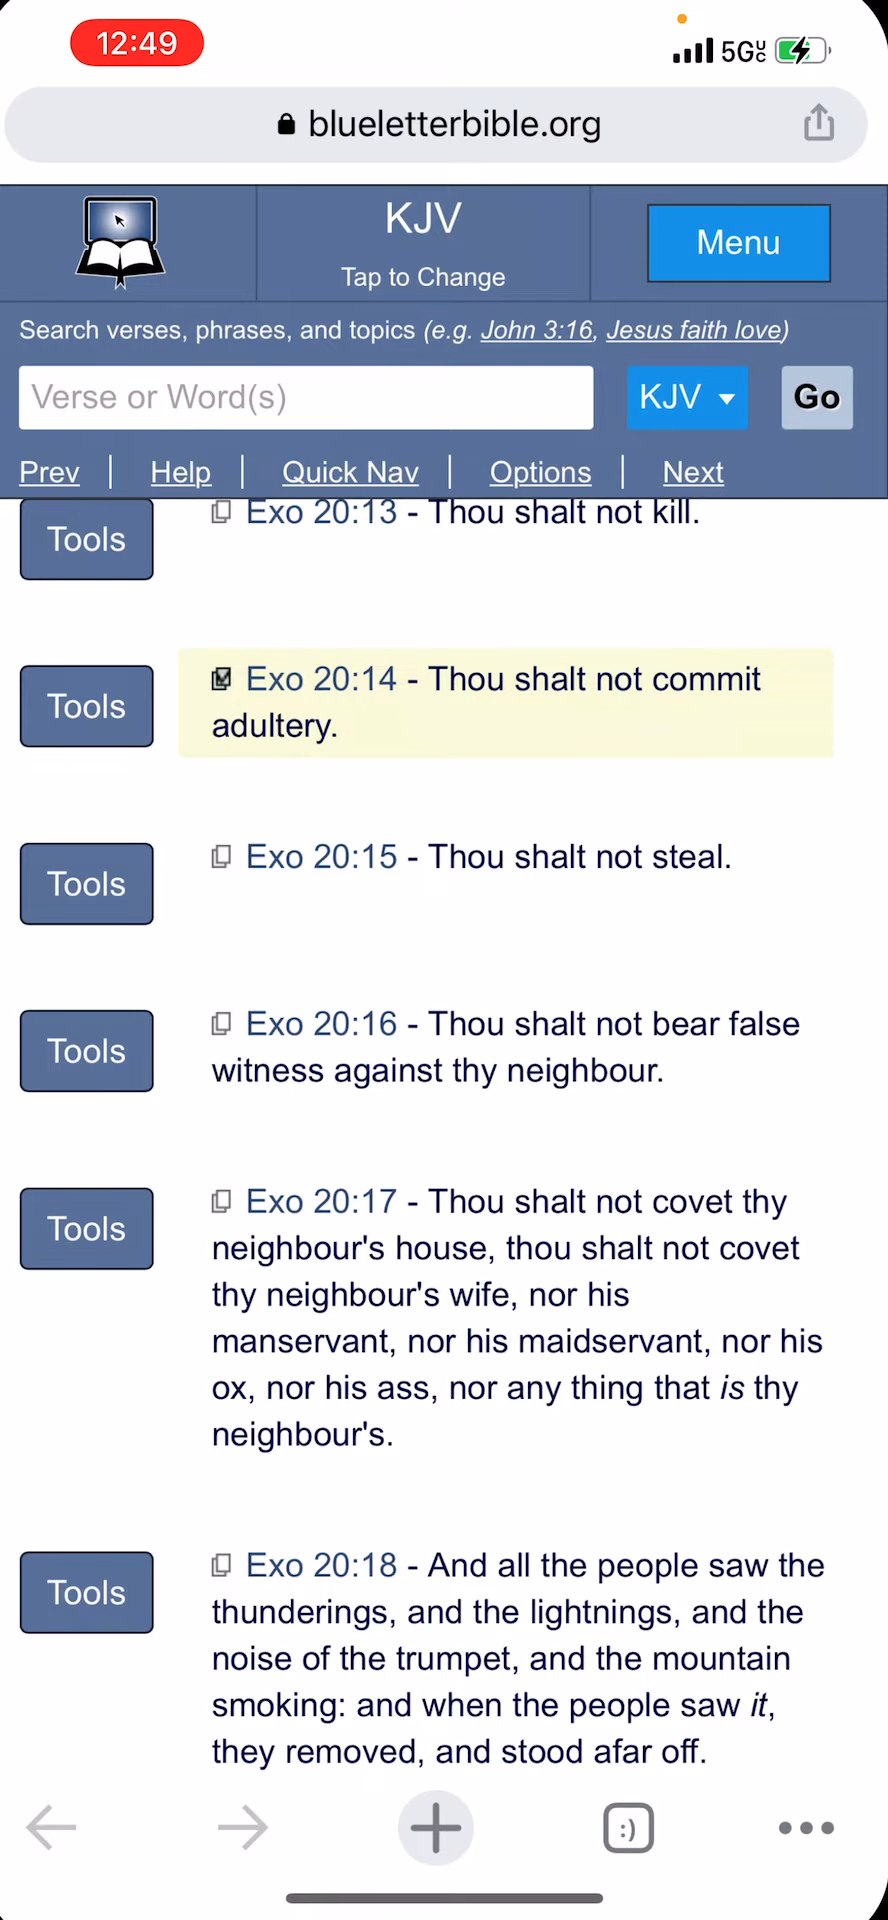 12:49
5G UC
blueletterbible.org
KJV
Tap to Change
Menu
Search verses, phrases, and topics (e.g. John 3:16, Jesus faith love)
Verse or Word(s)
KJV
Go
Prev | Help | Quick Nav | Options | Next
Tools
Exo 20:13 - Thou shalt not kill.
Tools
Exo 20:14 - Thou shalt not commit
adultery.
Tools
Exo 20:15 - Thou shalt not steal.
Tools
Exo 20:16 - Thou shalt not bear false
witness against thy neighbour.
Tools
Exo 20:17 - Thou shalt not covet thy
neighbour's house, thou shalt not covet
thy neighbour's wife, nor his
manservant, nor his maidservant, nor his
ox, nor his ass, nor any thing that is thy
neighbour's.
Tools
Exo 20:18 - And all the people saw the
thunderings, and the lightnings, and the
noise of the trumpet, and the mountain
smoking: and when the people saw it,
they removed, and stood afar off.
:)